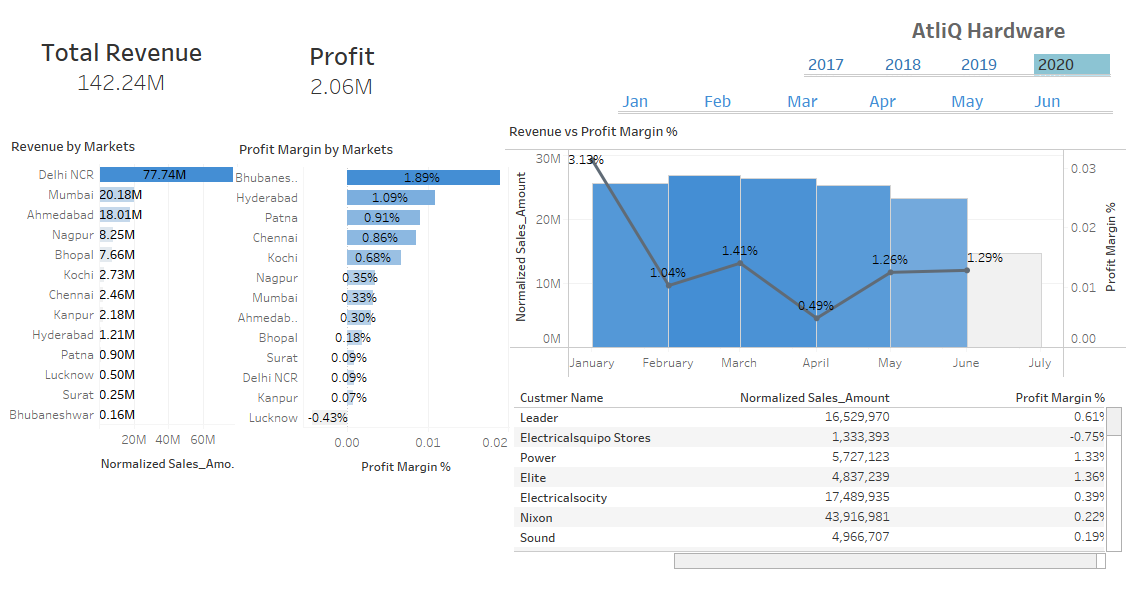 AtliQ Hardware
Total Revenue
142.24M
Profit
2.06M
2017 2018 2019 2020
Jan Feb Mar Apr May Jun
Revenue by Markets
Delhi NCR 77.74M
Mumbai 20.18M
Ahmedabad 18.01M
Nagpur 8.25M
Bhopal 7.66M
Kochi 2.73M
Chennai 2.46M
Kanpur 2.18M
Hyderabad 1.21M
Patna 0.90M
Lucknow 0.50M
Surat 0.25M
Bhubaneshwar 0.16M
20M 40M 60M
Normalized Sales_Amo.
Profit Margin by Markets
Bhubanes.. 1.89%
Hyderabad 1.09%
Patna 0.91%
Chennai 0.86%
Kochi 0.68%
Nagpur 0.35%
Mumbai 0.33%
Ahmedab.. 0.30%
Bhopal 0.18%
Surat 0.09%
Delhi NCR 0.09%
Kanpur 0.07%
Lucknow -0.43%
0.00 0.01 0.02
Profit Margin %
Revenue vs Profit Margin %
Normalized Sales_Amount
30M
20M
10M
0M
3.13% 1.04% 1.41% 0.49% 1.26% 1.29%
0.03
0.02
0.01
0.00
Profit Margin %
January February March April May June July
Custmer Name Normalized Sales_Amount Profit Margin %
Leader 16,529,970 0.61%
Electricalsquipo Stores 1,333,393 -0.75%
Power 5,727,123 1.33%
Elite 4,837,239 1.36%
Electricalsocity 17,489,935 0.39%
Nixon 43,916,981 0.22%
Sound 4,966,707 0.19%